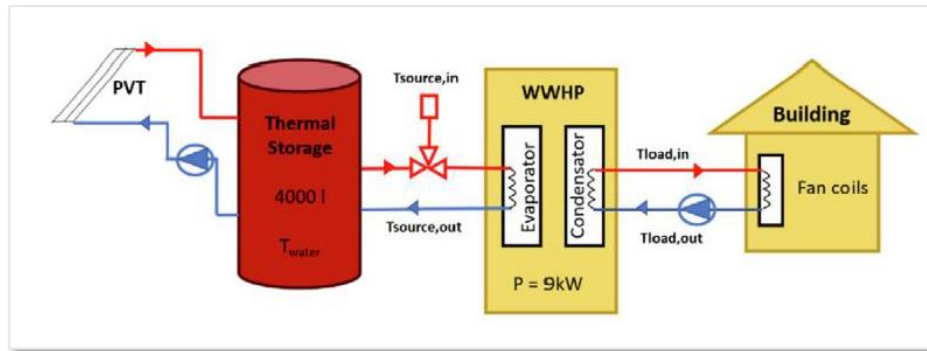 PVT
Thermal
Storage
4000 l
Twater
Tsource,in
Tsource,out
WWHP
Evaporator
Condensator
P = 9kW
Tload,in
Tload,out
Building
Fan coils